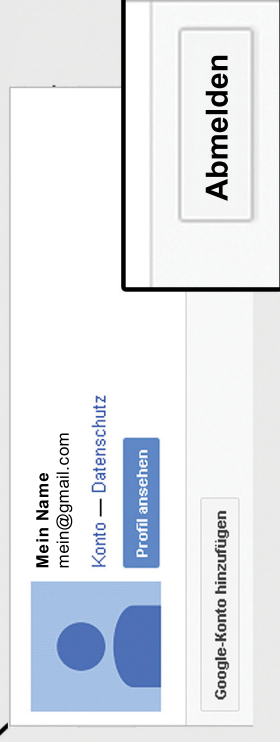 Mein Name
mein@gmail.com
Konto — Datenschutz
Profil ansehen
Google-Konto hinzufügen
Abmelden